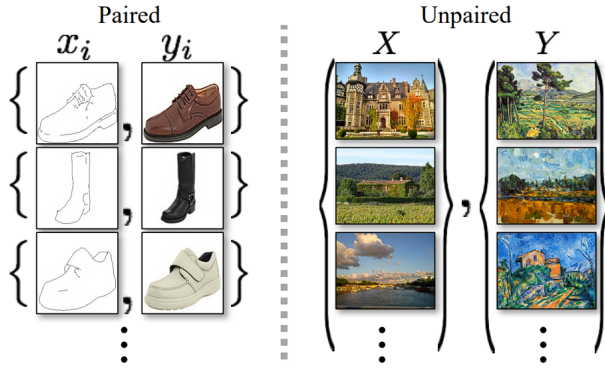 Paired
Unpaired
x_i
y_i
X
Y
{ , }
{ , }
{ , }
⋮
{ } , { }
⋮
⋮